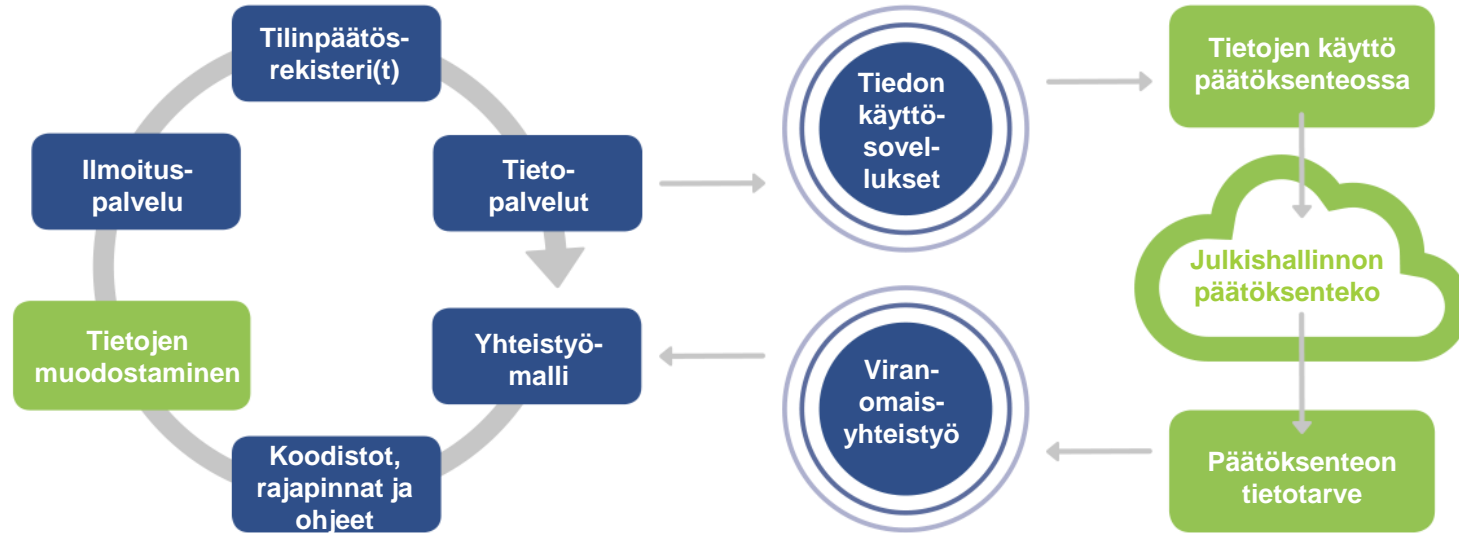 Tilinpäätös-
rekisteri(t)
Ilmoitus-
palvelu
Tieto-
palvelut
Tietojen
muodostaminen
Yhteistyö-
malli
Koodistot,
rajapinnat ja
ohjeet
Tiedon
käyttö-
sovel-
lukset
Viran-
omais-
yhteistyö
Tietojen käyttö
päätöksenteossa
Julkishallinnon
päätöksenteko
Päätöksenteon
tietotarve